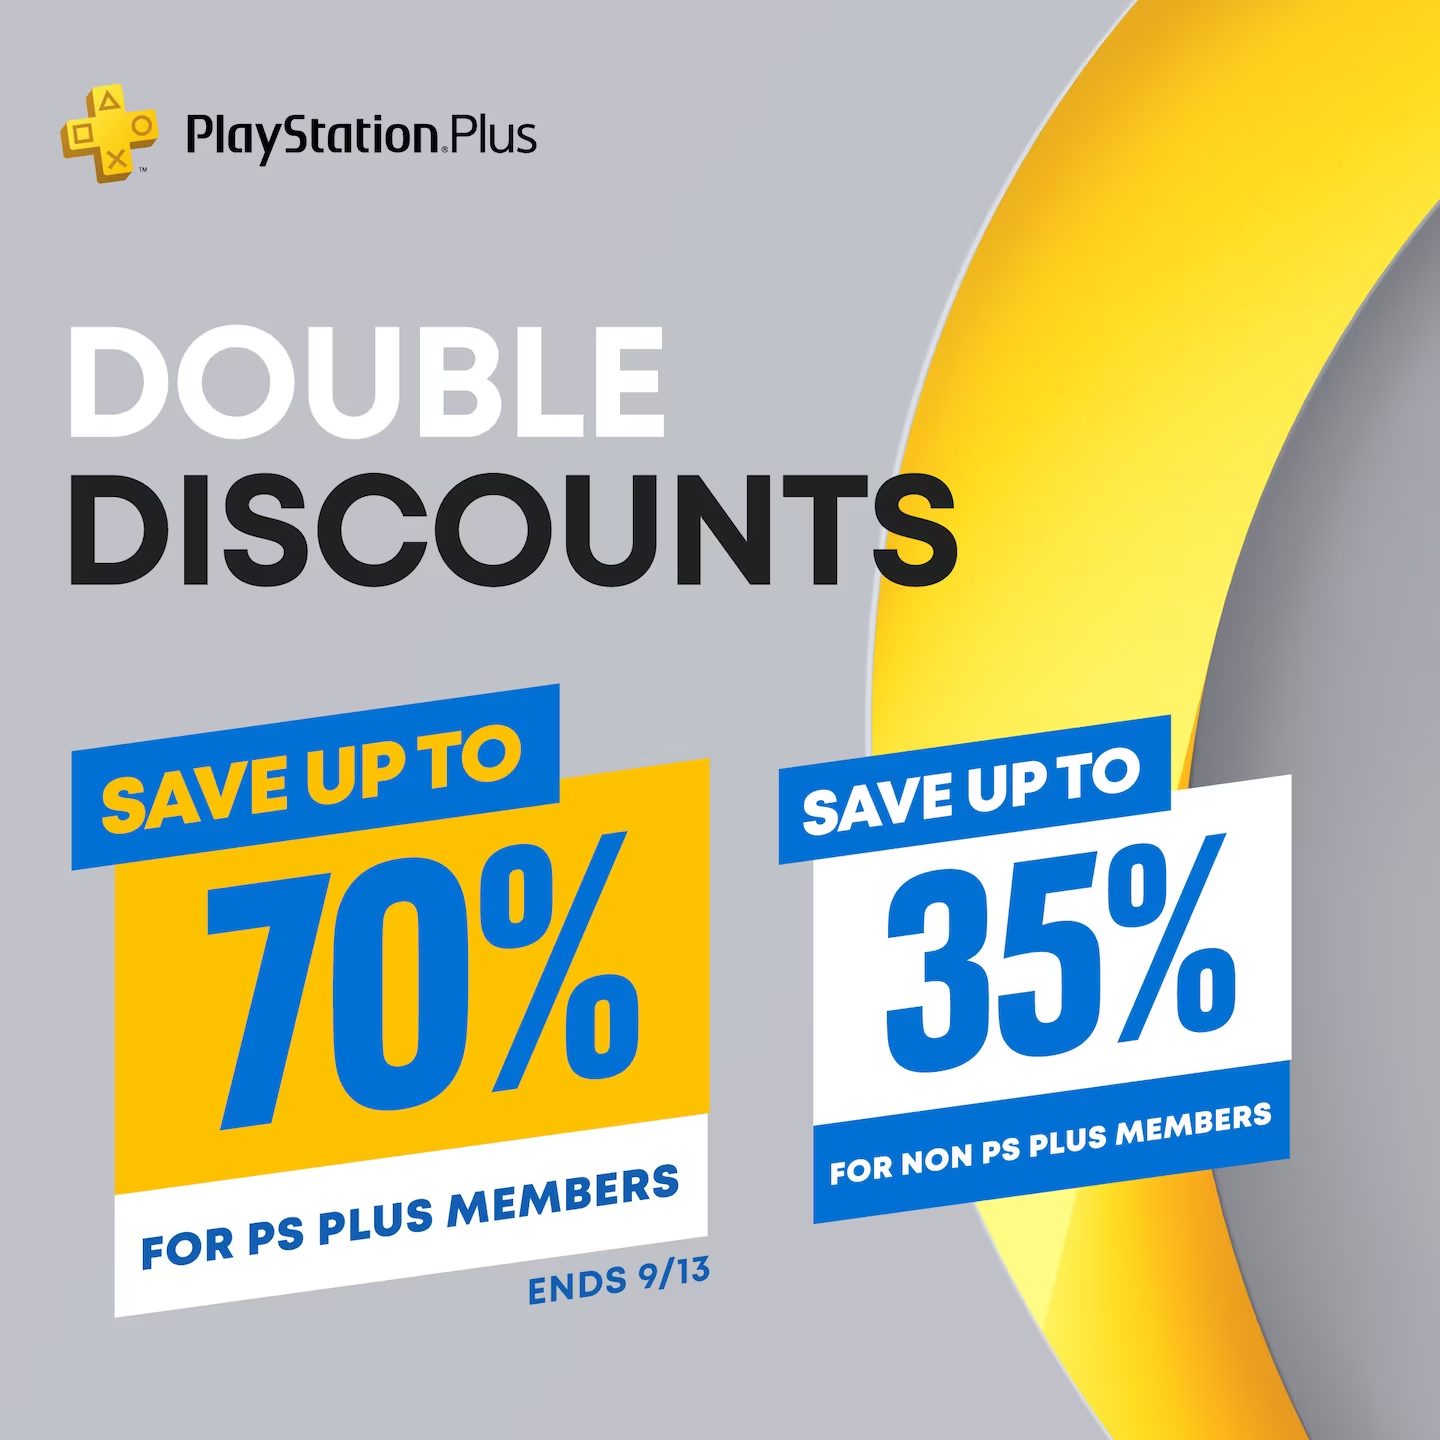 PlayStation®Plus
™
DOUBLE
DISCOUNTS
SAVE UP TO
70%
FOR PS PLUS MEMBERS
ENDS 9/13
SAVE UP TO
35%
FOR NON PS PLUS MEMBERS